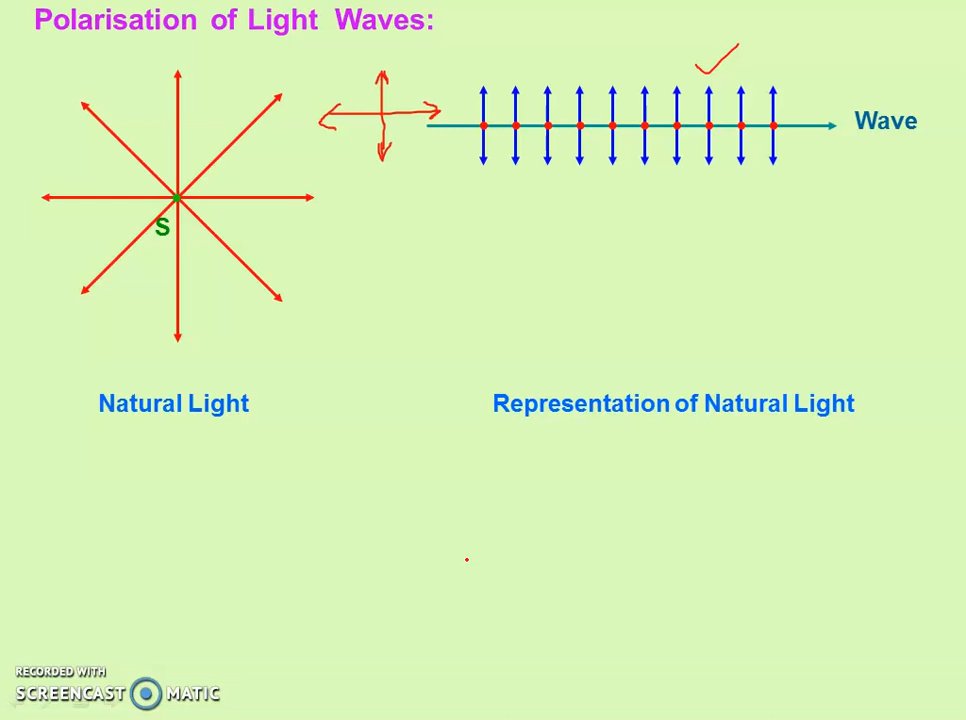 Polarisation of Light Waves:
Wave
S
Natural Light
Representation of Natural Light
RECORDED WITH
SCREENCAST MATIC